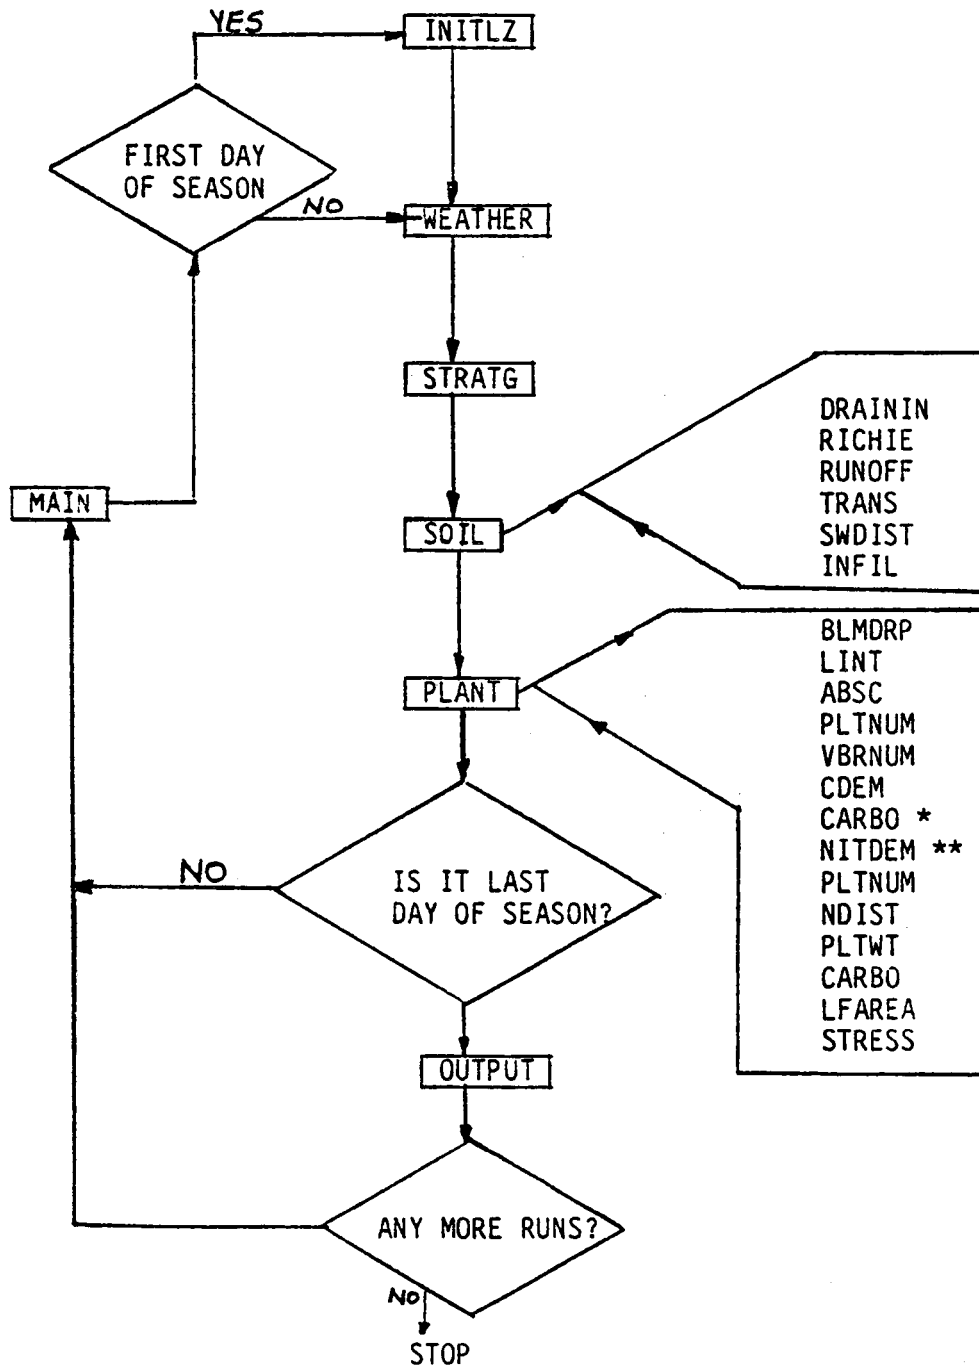 YES
INITLZ
FIRST DAY
OF SEASON
NO
WEATHER
STRATG
MAIN
SOIL
DRAININ
RICHIE
RUNOFF
TRANS
SWDIST
INFIL
PLANT
BLMDRP
LINT
ABSC
PLTNUM
VBRNUM
CDEM
CARBO *
NITDEM **
PLTNUM
NDIST
PLTWT
CARBO
LFAREA
STRESS
NO
IS IT LAST
DAY OF SEASON?
OUTPUT
ANY MORE RUNS?
NO
STOP